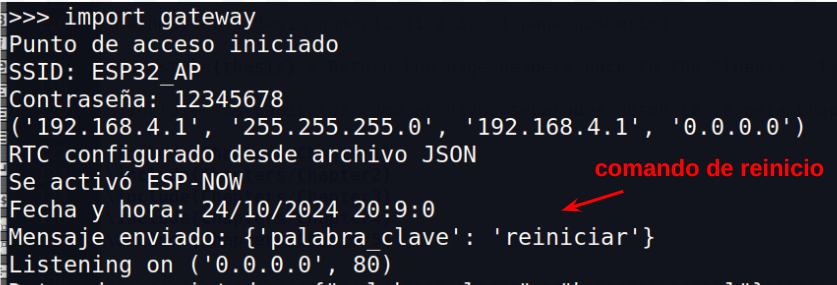 >>> import gateway
Punto de acceso iniciado
SSID: ESP32_AP
Contraseña: 12345678
('192.168.4.1', '255.255.255.0', '192.168.4.1', '0.0.0.0')
RTC configurado desde archivo JSON
comando de reinicio
Se activó ESP-NOW
Fecha y hora: 24/10/2024 20:9:0
Mensaje enviado: {'palabra_clave': 'reiniciar'}
Listening on ('0.0.0.0', 80)